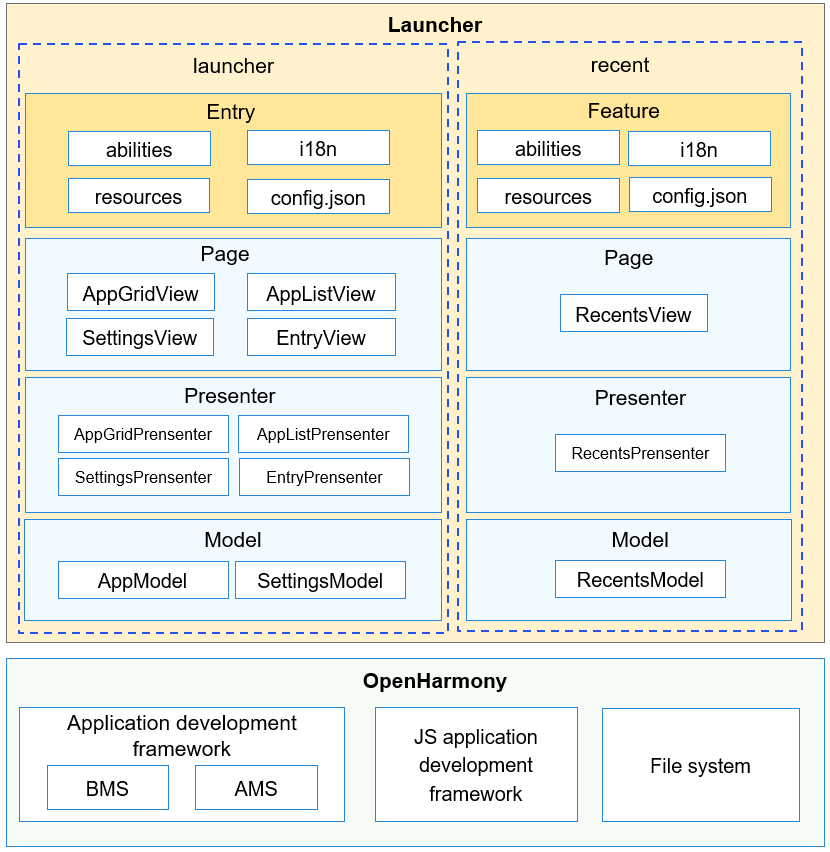 Launcher
launcher
Entry
abilities
i18n
resources
config.json
Page
AppGridView
AppListView
SettingsView
EntryView
Presenter
AppGridPrensenter
AppListPrensenter
SettingsPrensenter
EntryPrensenter
Model
AppModel
SettingsModel
recent
Feature
abilities
i18n
resources
config.json
Page
RecentsView
Presenter
RecentsPrensenter
Model
RecentsModel
OpenHarmony
Application development
framework
BMS
AMS
JS application
development
framework
File system